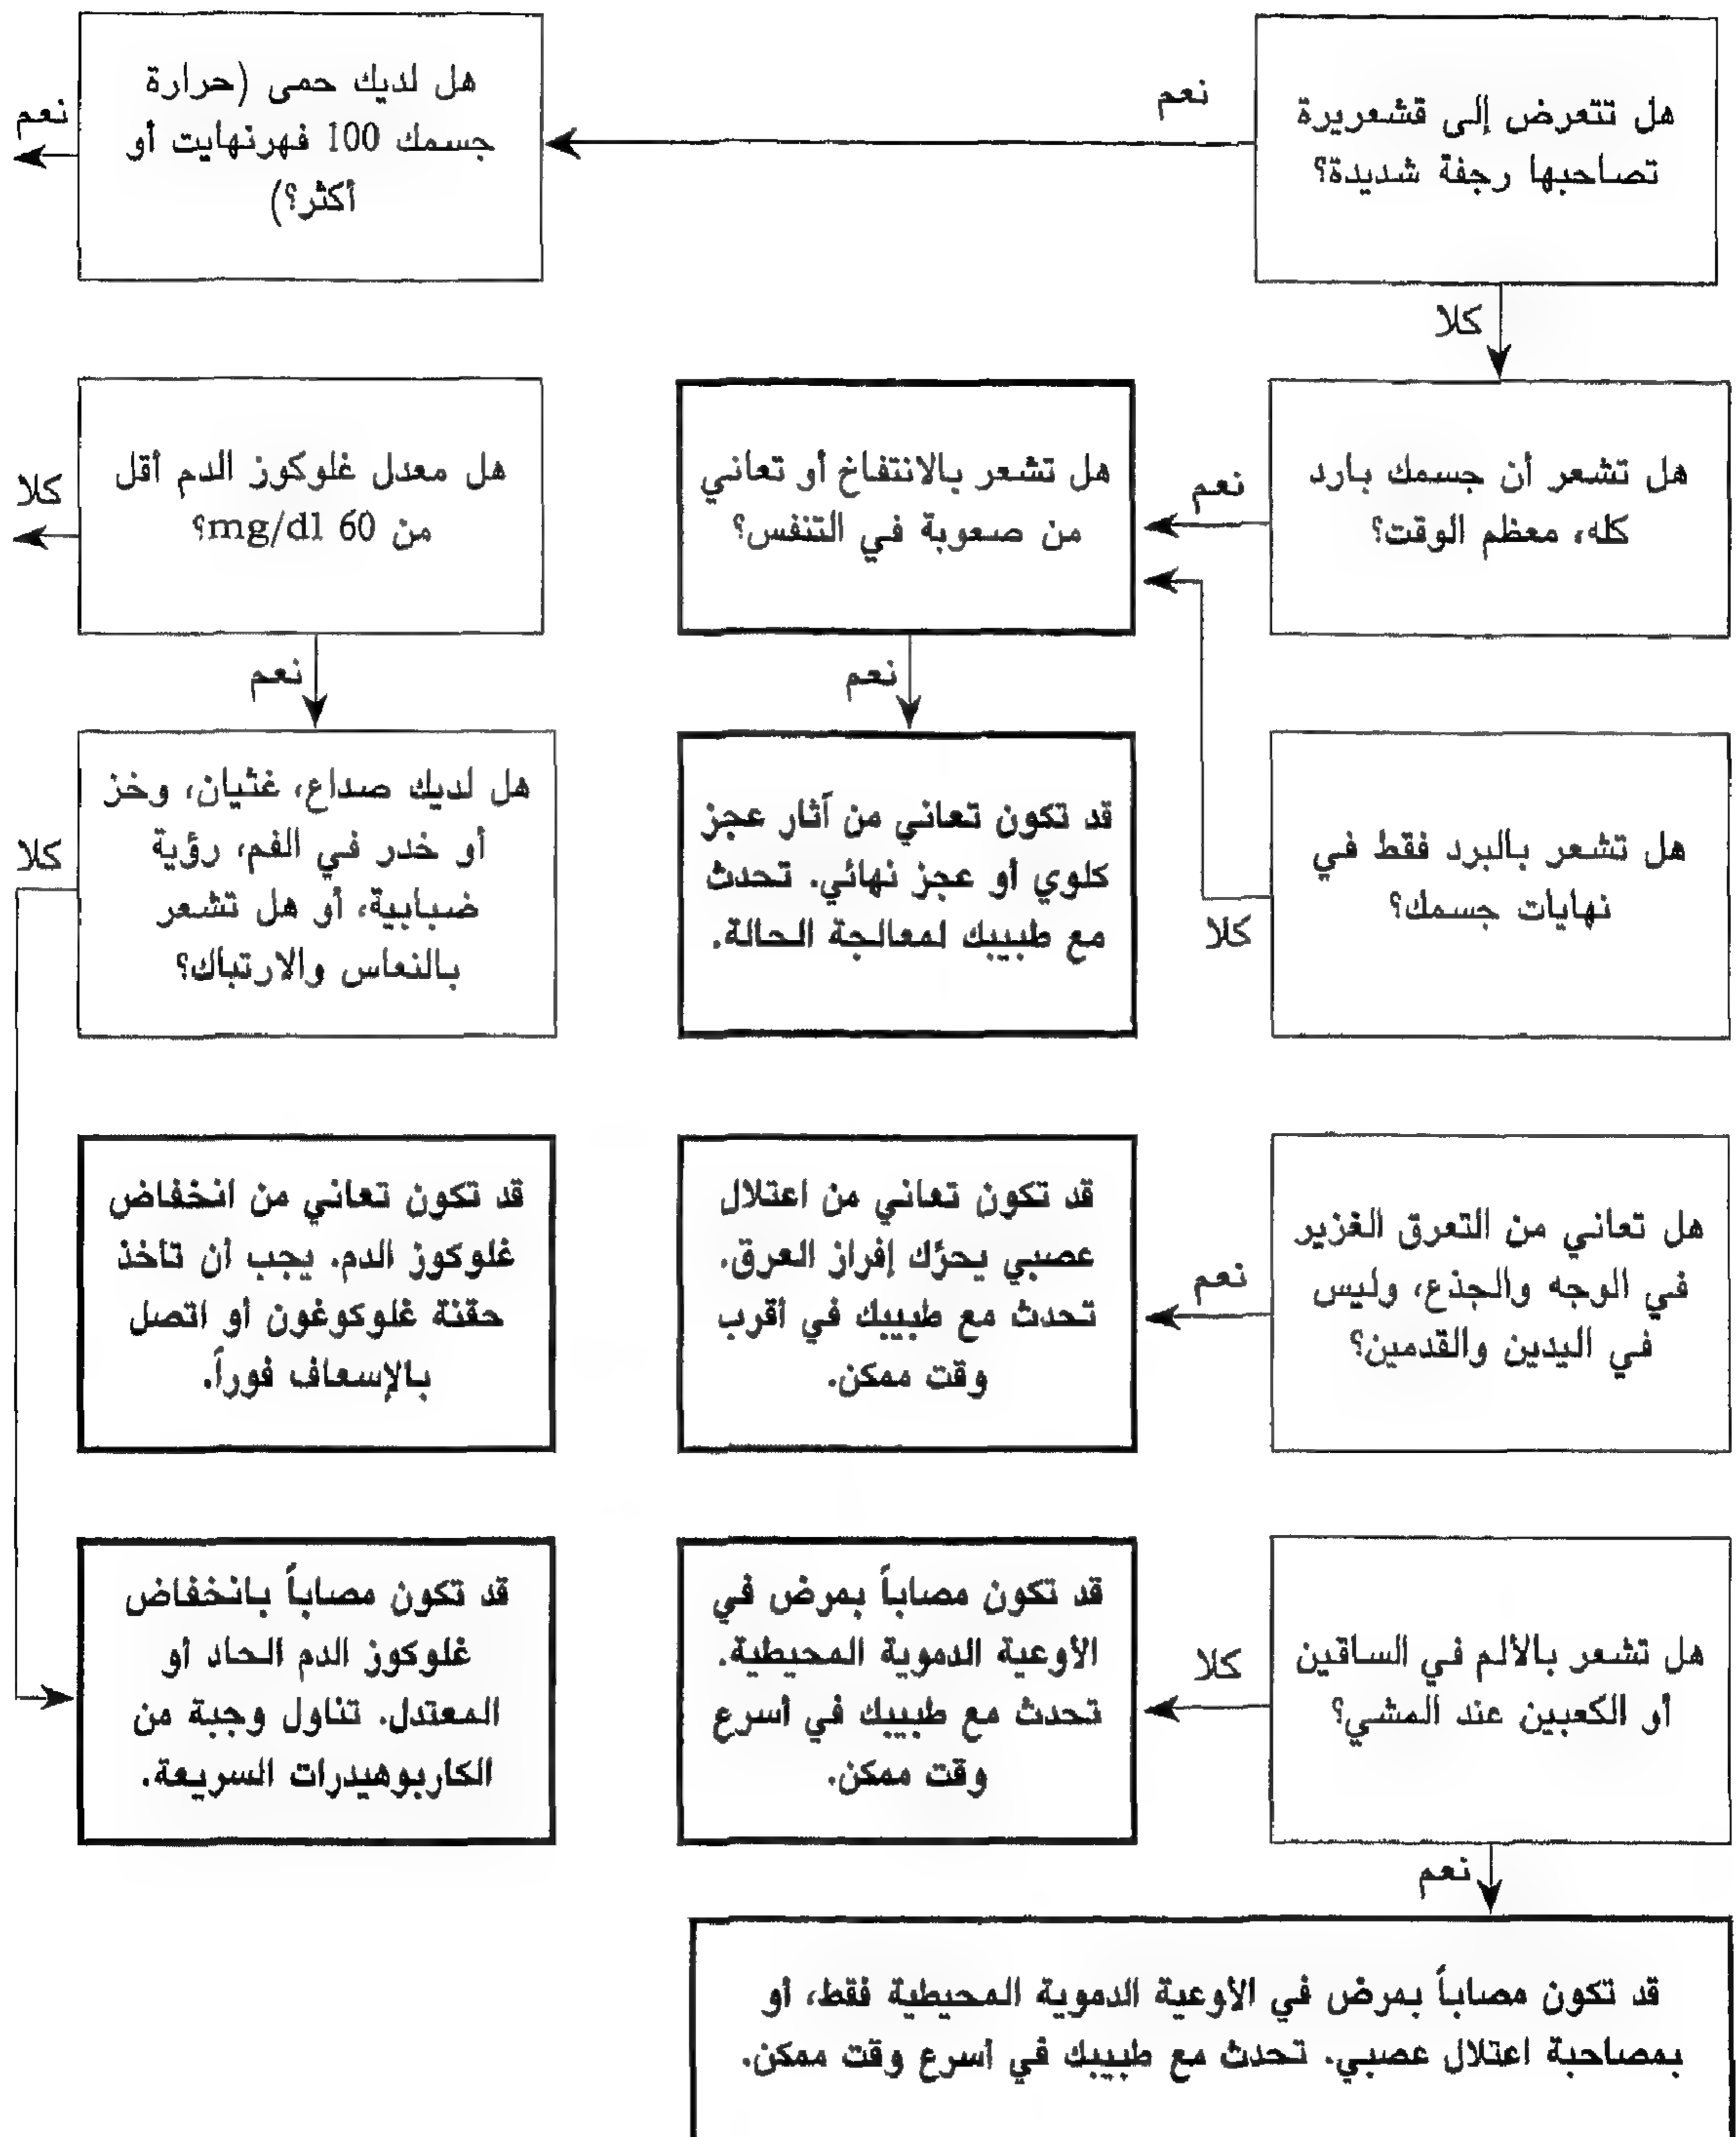 هل تتعرض إلى قشعريرة
تصاحبها رجفة شديدة؟
نعم
هل لديك حمى (حرارة
جسمك 100 فهرنهايت أو
أكثر؟)
نعم
كلا
هل تشعر أن جسمك بارد
كله، معظم الوقت؟
نعم
هل تشعر بالانتفاخ أو تعاني
من صعوبة في التنفس؟
هل معدل غلوكوز الدم أقل
من 60 mg/dl؟
كلا
نعم
نعم
هل تشعر بالبرد فقط في
نهايات جسمك؟
كلا
قد تكون تعاني من آثار عجز
كلوي أو عجز نهائي. تحدث
مع طبيبك لمعالجة الحالة.
هل لديك صداع، غثيان، وخز
أو خدر في الفم، رؤية
ضبابية، أو هل تشعر
بالنعاس والارتباك؟
كلا
هل تعاني من التعرق الغزير
في الوجه والجذع، وليس
في اليدين والقدمين؟
نعم
قد تكون تعاني من اعتلال
عصبي يحرّك إفراز العرق.
تحدث مع طبيبك في أقرب
وقت ممكن.
قد تكون تعاني من انخفاض
غلوكوز الدم. يجب أن تأخذ
حقنة غلوكوغون أو اتصل
بالإسعاف فوراً.
هل تشعر بالألم في الساقين
أو الكعبين عند المشي؟
كلا
قد تكون مصاباً بمرض في
الأوعية الدموية المحيطية.
تحدث مع طبيبك في أسرع
وقت ممكن.
قد تكون مصاباً بانخفاض
غلوكوز الدم الحاد أو
المعتدل. تناول وجبة من
الكاربوهيدرات السريعة.
نعم
قد تكون مصاباً بمرض في الأوعية الدموية المحيطية فقط، أو
بمصاحبة اعتلال عصبي. تحدث مع طبيبك في أسرع وقت ممكن.